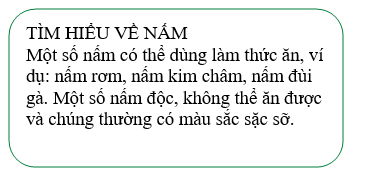 TÌM HIỂU VỀ NẤM
Một số nấm có thể dùng làm thức ăn, ví
dụ: nấm rơm, nấm kim châm, nấm đùi
gà. Một số nấm độc, không thể ăn được
và chúng thường có màu sắc sặc sỡ.